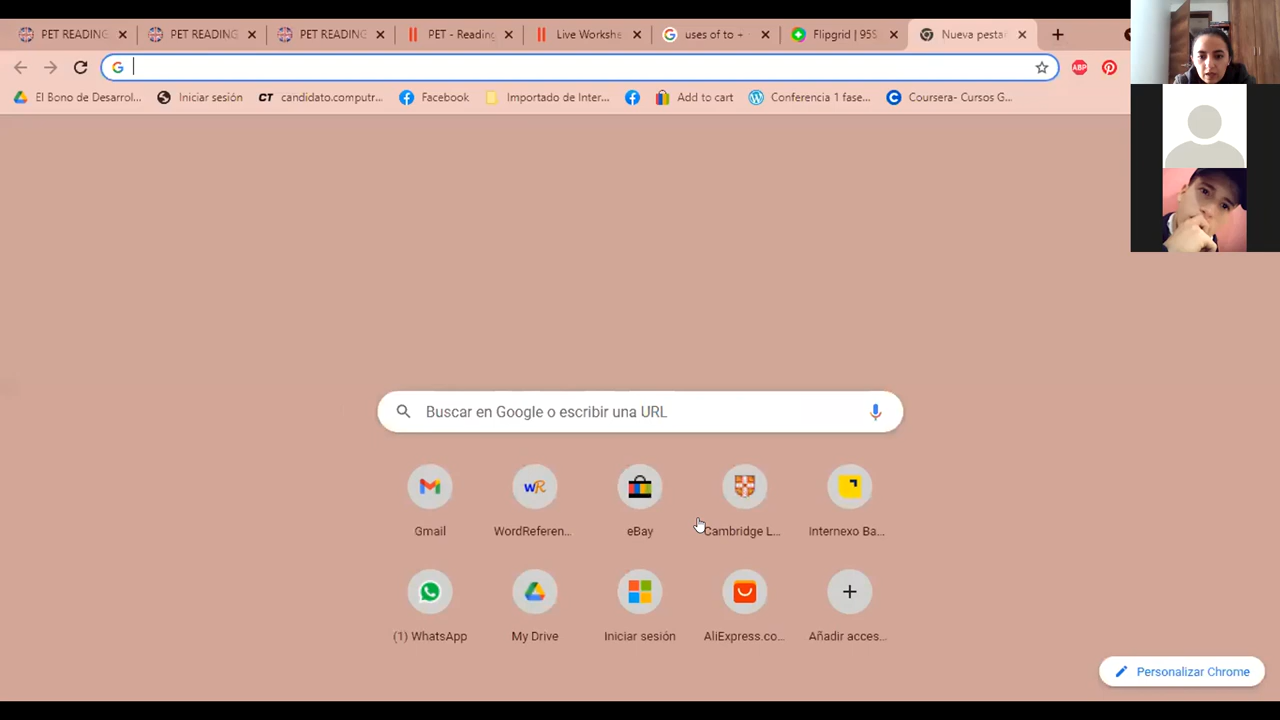 PET READING
PET READING
PET READING
PET - Reading
Live Workshe
uses of to +
Flipgrid | 95%
Nueva pesta
El Bono de Desarrol...
Iniciar sesión
CT candidato.computr...
Facebook
Importado de Inter...
Add to cart
Conferencia 1 fase...
Coursera- Cursos G...
ABP
Buscar en Google o escribir una URL
Gmail
WordReferen...
eBay
Cambridge L...
Internexo Ba...
(1) WhatsApp
My Drive
Iniciar sesión
AliExpress.co...
Añadir acces...
Personalizar Chrome